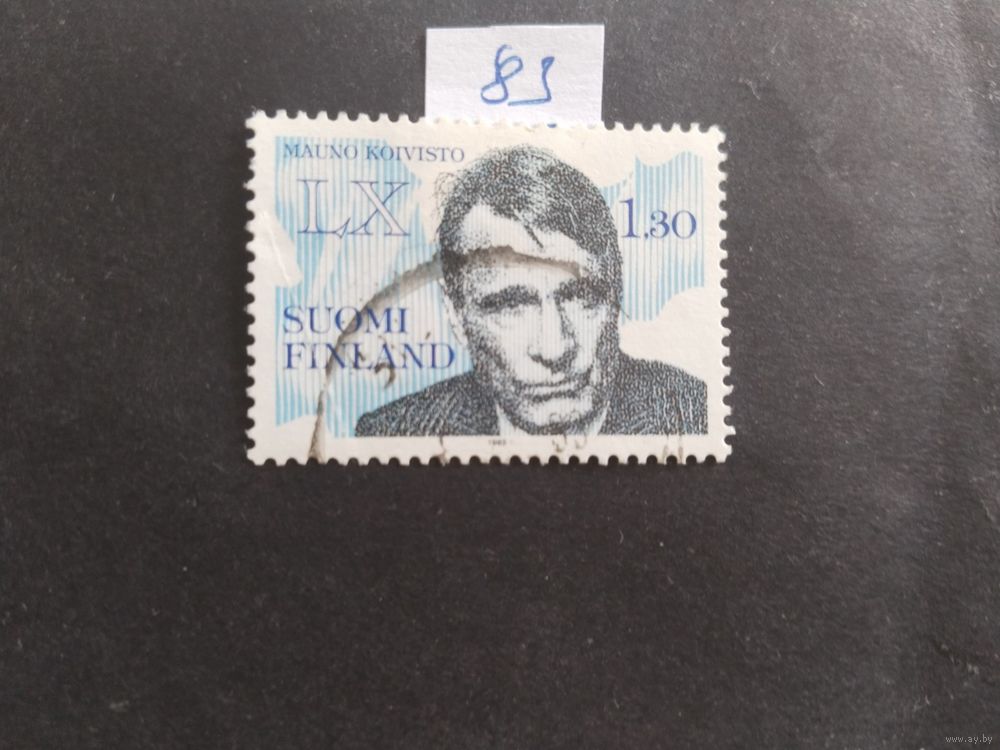 83
MAUNO KOIVISTO
LX
1,30
SUOMI
FINLAND
1983
www.ay.by